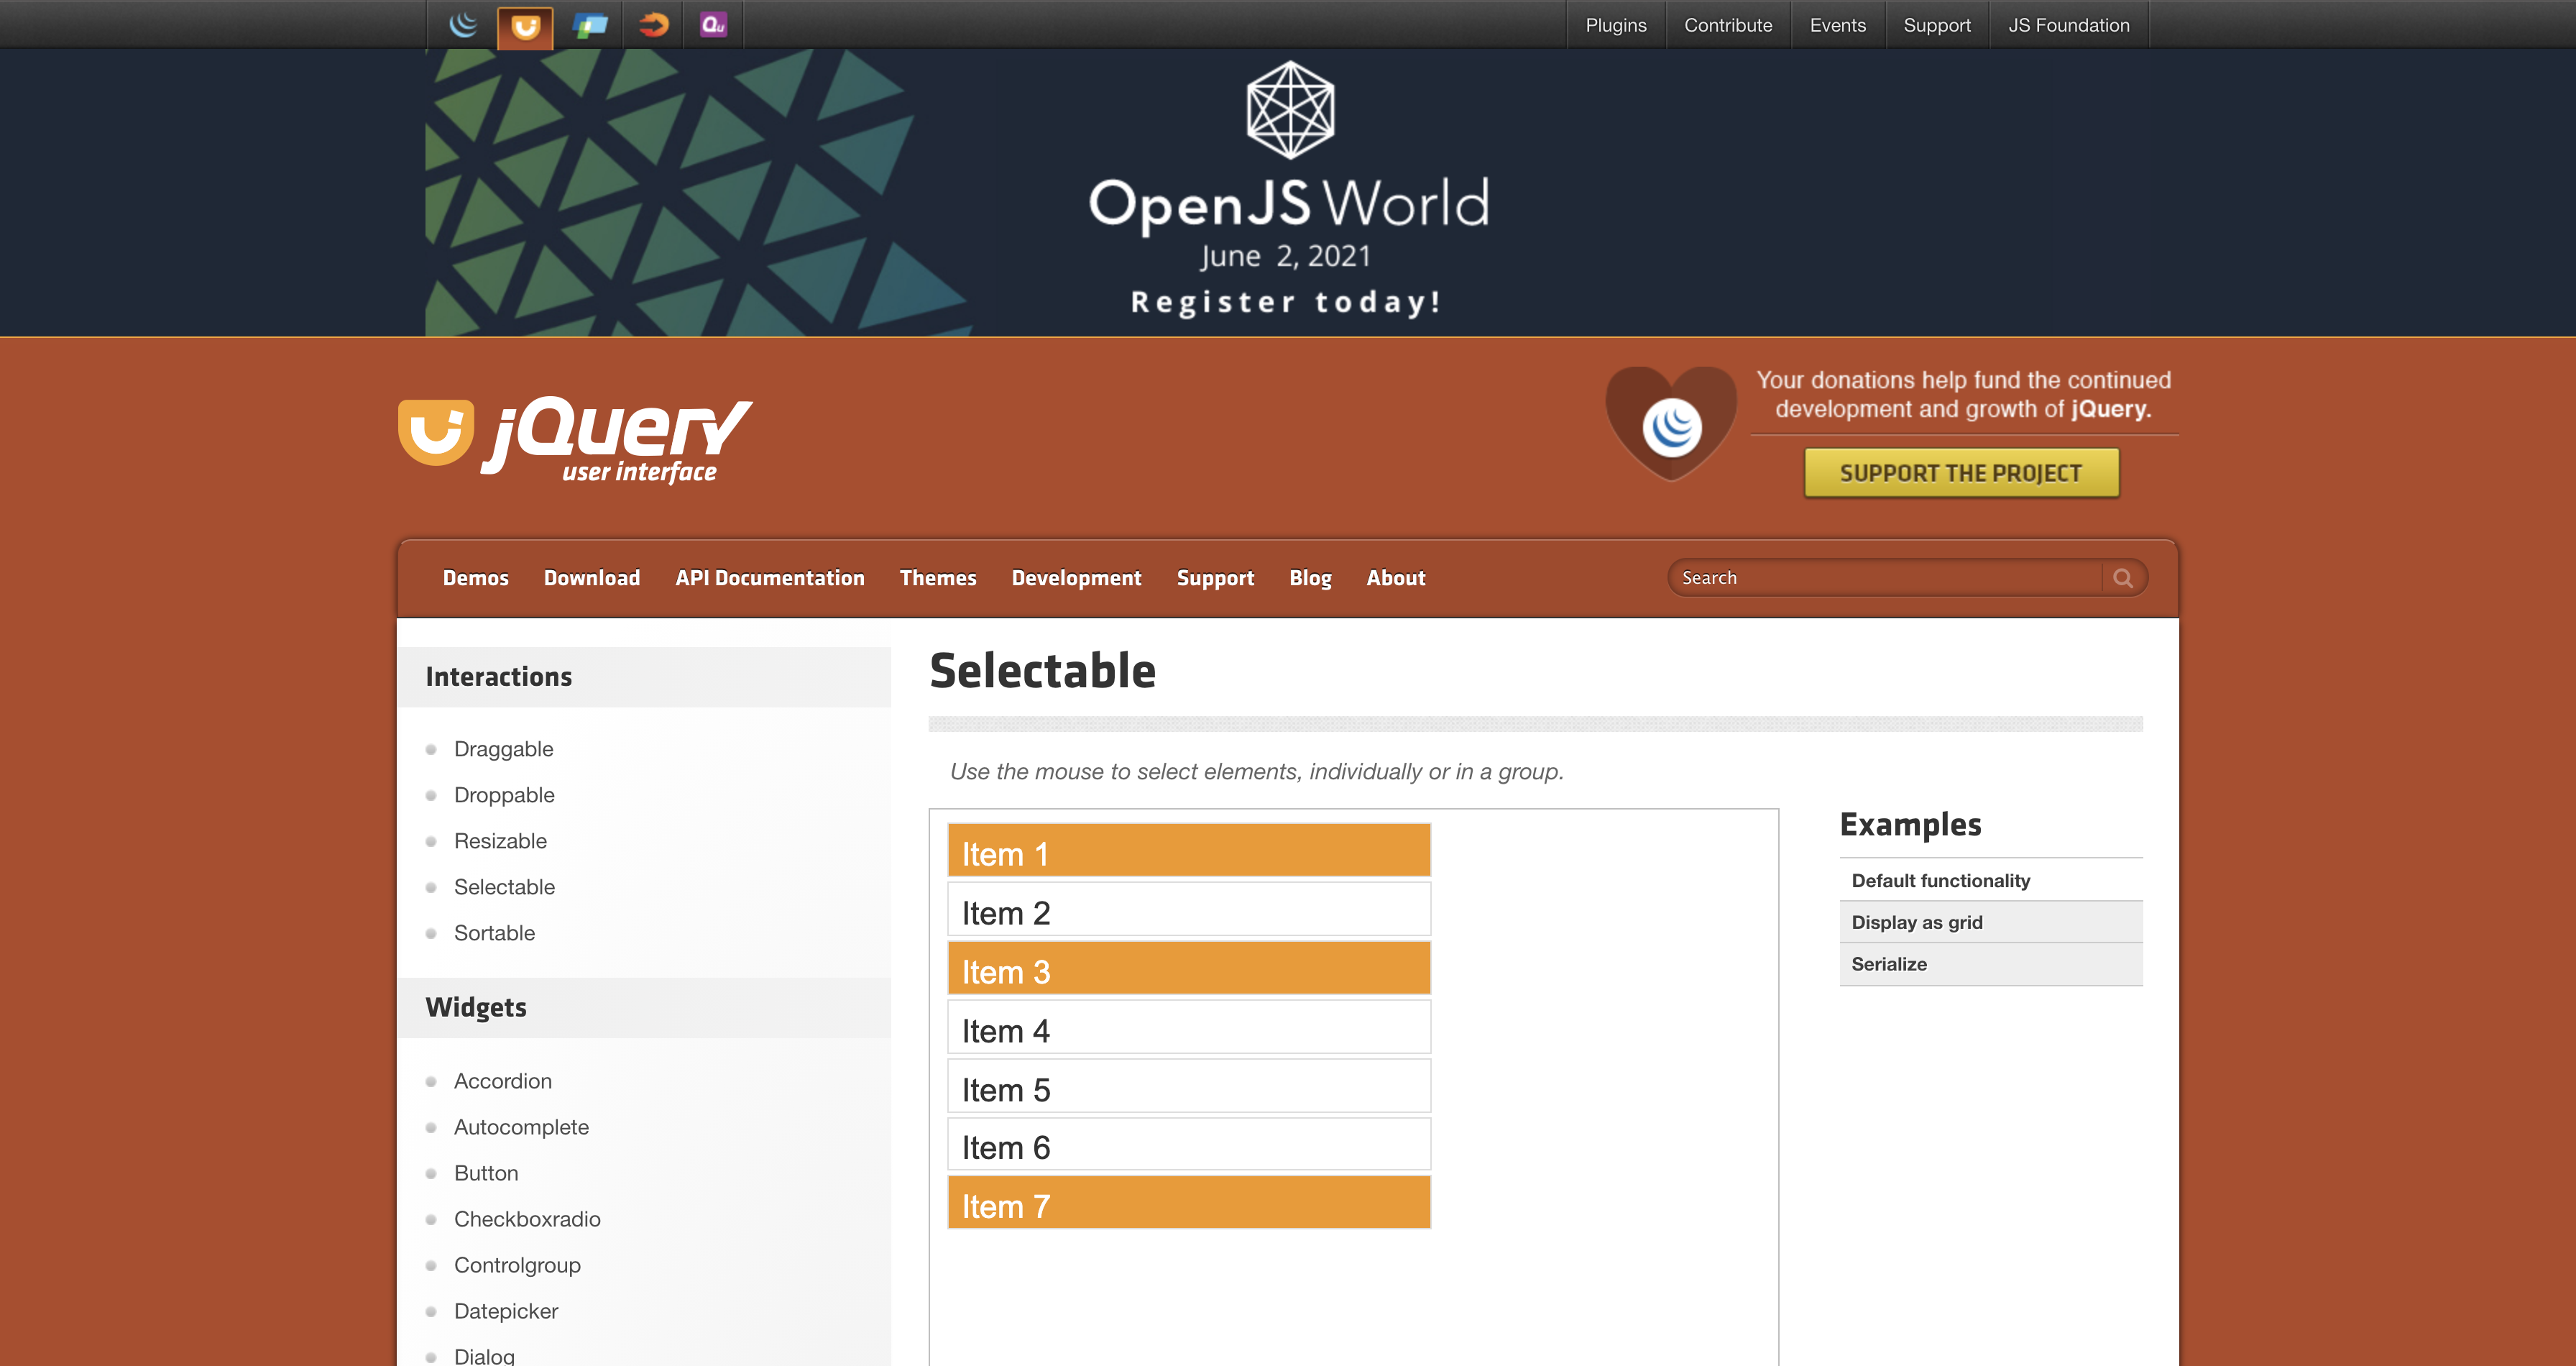 Qu
Plugins
Contribute
Events
Support
JS Foundation
OpenJS World
June 2, 2021
Register today!
jQuery
user interface
Your donations help fund the continued
development and growth of jQuery.
SUPPORT THE PROJECT
Demos
Download
API Documentation
Themes
Development
Support
Blog
About
Search
Interactions
Draggable
Droppable
Resizable
Selectable
Sortable
Widgets
Accordion
Autocomplete
Button
Checkboxradio
Controlgroup
Datepicker
Dialog
Selectable
Use the mouse to select elements, individually or in a group.
Item 1
Item 2
Item 3
Item 4
Item 5
Item 6
Item 7
Examples
Default functionality
Display as grid
Serialize